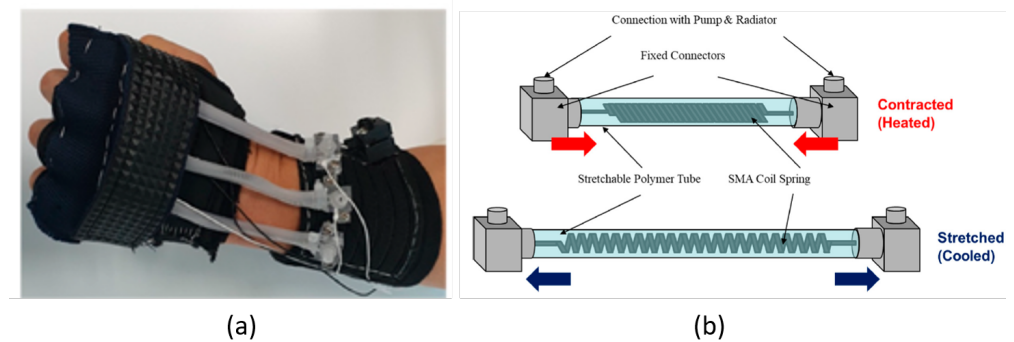 Connection with Pump & Radiator
Fixed Connectors
Contracted
(Heated)
Stretchable Polymer Tube
SMA Coil Spring
Stretched
(Cooled)
(a)
(b)